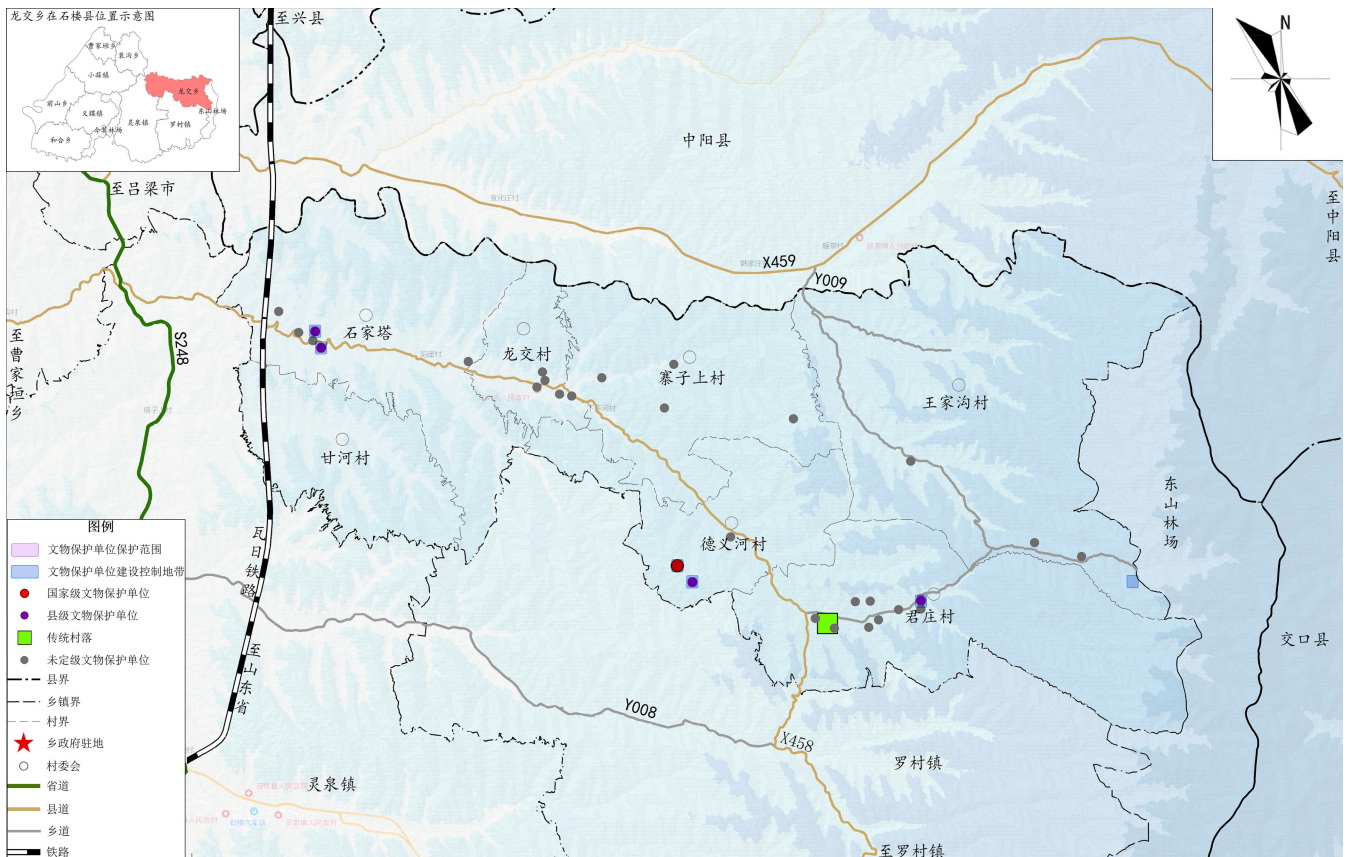 龙交乡在石楼县位置示意图
曹家垣乡
裴沟乡
小蒜镇
龙交乡
前山乡
东山林场
义牒镇
灵泉镇
罗村镇
和合乡
至兴县
N
中阳县
至吕梁市
至中阳县
X459
Y009
S248
至曹家垣乡
石家塔
龙交村
寨子上村
王家沟村
甘河村
东山林场
瓦日铁路
德义河村
君庄村
交口县
至山东省
Y008
X458
罗村镇
灵泉镇
至罗村镇
图例
文物保护单位保护范围
文物保护单位建设控制地带
国家级文物保护单位
县级文物保护单位
传统村落
未定级文物保护单位
县界
乡镇界
村界
乡政府驻地
村委会
省道
县道
乡道
铁路